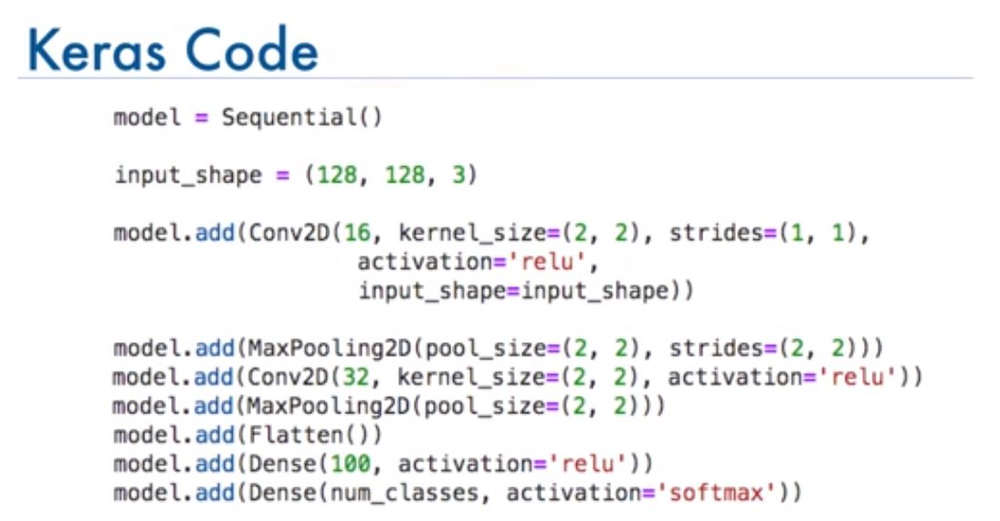 Keras Code
model = Sequential()
input_shape = (128, 128, 3)
model.add(Conv2D(16, kernel_size=(2, 2), strides=(1, 1),
activation='relu',
input_shape=input_shape))
model.add(MaxPooling2D(pool_size=(2, 2), strides=(2, 2)))
model.add(Conv2D(32, kernel_size=(2, 2), activation='relu'))
model.add(MaxPooling2D(pool_size=(2, 2)))
model.add(Flatten())
model.add(Dense(100, activation='relu'))
model.add(Dense(num_classes, activation='softmax'))